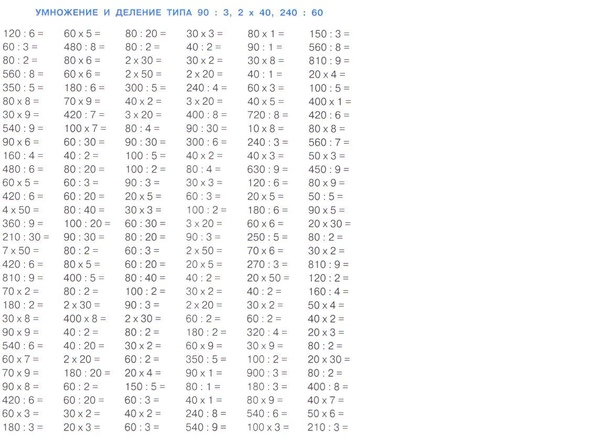 УМНОЖЕНИЕ И ДЕЛЕНИЕ ТИПА 90 : 3, 2 х 40, 240 : 60
120 : 6 = 60 х 5 = 80 : 20 = 30 х 3 = 80 х 1 = 150 : 3 =
60 : 3 = 480 : 8 = 80 : 2 = 40 : 2 = 90 : 1 = 560 : 8 =
80 : 2 = 80 х 6 = 2 х 30 = 30 х 2 = 30 х 8 = 810 : 9 =
560 : 8 = 60 х 6 = 2 х 50 = 2 х 20 = 40 : 1 = 20 х 4 =
350 : 5 = 180 : 6 = 300 : 5 = 240 : 4 = 60 х 3 = 100 : 5 =
80 х 8 = 70 х 9 = 40 х 2 = 3 х 20 = 40 х 5 = 400 х 1 =
30 х 9 = 420 : 7 = 3 х 20 = 400 : 8 = 720 : 8 = 420 : 6 =
540 : 9 = 100 х 7 = 80 : 4 = 90 : 30 = 10 х 8 = 80 х 8 =
90 х 6 = 60 : 30 = 90 : 30 = 300 : 6 = 240 : 3 = 560 : 7 =
160 : 4 = 40 : 2 = 100 : 5 = 40 х 2 = 40 х 3 = 50 х 3 =
480 : 6 = 80 : 20 = 100 : 2 = 80 : 4 = 630 : 9 = 450 : 9 =
60 х 5 = 60 : 3 = 90 : 3 = 30 х 3 = 120 : 6 = 80 х 9 =
420 : 6 = 60 : 20 = 20 х 5 = 60 : 3 = 20 х 5 = 50 : 5 =
4 х 50 = 80 : 40 = 30 х 3 = 100 : 2 = 180 : 6 = 90 х 5 =
360 : 9 = 100 : 20 = 60 : 30 = 3 х 20 = 60 х 6 = 20 х 30 =
210 : 30 = 90 : 30 = 80 : 20 = 90 : 3 = 250 : 5 = 80 : 2 =
7 х 50 = 80 : 2 = 60 : 3 = 2 х 50 = 70 х 6 = 30 х 2 =
420 : 6 = 80 х 5 = 60 : 20 = 20 х 5 = 270 : 3 = 810 : 9 =
810 : 9 = 400 : 5 = 80 : 40 = 40 : 2 = 20 х 50 = 120 : 2 =
70 х 2 = 80 : 2 = 100 : 2 = 30 х 2 = 40 : 2 = 160 : 4 =
180 : 2 = 2 х 30 = 90 : 3 = 2 х 20 = 30 х 2 = 50 х 4 =
30 х 8 = 400 х 8 = 2 х 30 = 60 : 2 = 60 : 2 = 40 х 2 =
90 х 9 = 40 : 2 = 80 : 2 = 180 : 2 = 320 : 4 = 20 х 3 =
540 : 6 = 40 : 20 = 30 х 2 = 60 х 9 = 30 х 9 = 80 : 2 =
60 х 7 = 2 х 20 = 60 : 2 = 350 : 5 = 100 : 2 = 20 х 30 =
70 х 9 = 180 : 20 = 20 х 4 = 90 х 1 = 900 : 3 = 80 : 2 =
90 х 8 = 60 : 2 = 150 : 5 = 80 : 1 = 180 : 3 = 400 : 8 =
420 : 6 = 60 : 20 = 60 : 3 = 40 х 1 = 80 х 9 = 40 х 7 =
60 х 3 = 30 х 2 = 40 х 2 = 240 : 8 = 540 : 6 = 50 х 6 =
180 : 3 = 20 х 3 = 60 : 3 = 540 : 9 = 100 х 3 = 210 : 3 =